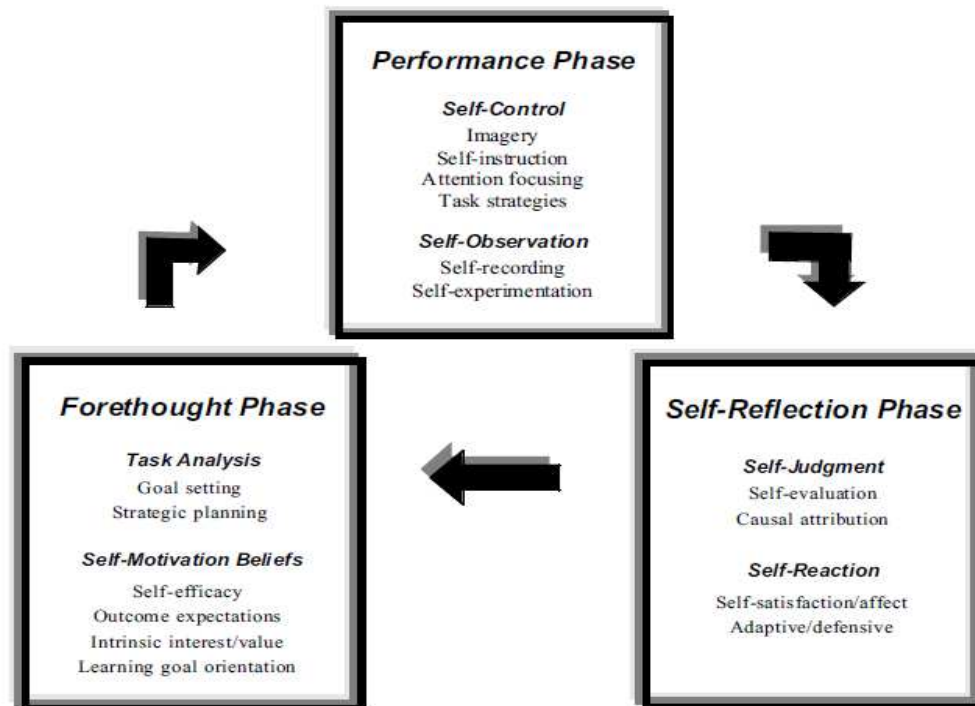 Performance Phase
Self-Control
Imagery
Self-instruction
Attention focusing
Task strategies
Self-Observation
Self-recording
Self-experimentation
Forethought Phase
Task Analysis
Goal setting
Strategic planning
Self-Motivation Beliefs
Self-efficacy
Outcome expectations
Intrinsic interest/value
Learning goal orientation
Self-Reflection Phase
Self-Judgment
Self-evaluation
Causal attribution
Self-Reaction
Self-satisfaction/affect
Adaptive/defensive